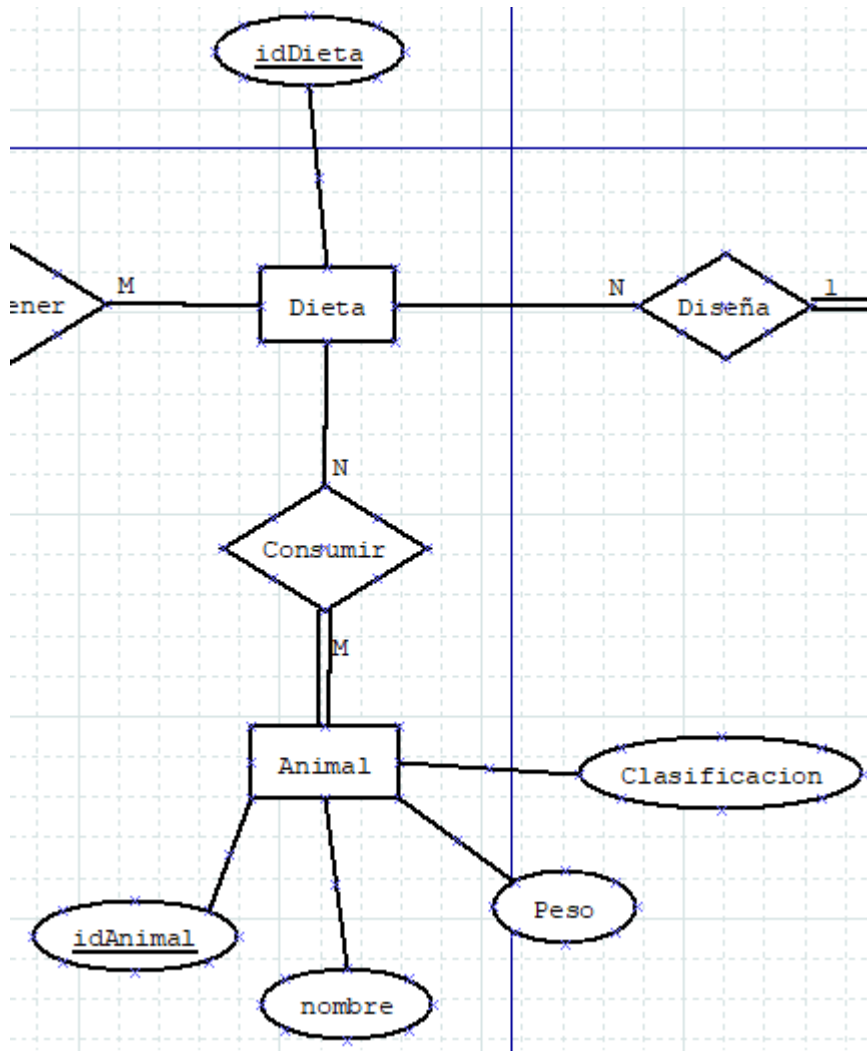 idDieta
M
N
1
ener
Dieta
Diseña
N
Consumir
M
Animal
Clasificacion
Peso
idAnimal
nombre